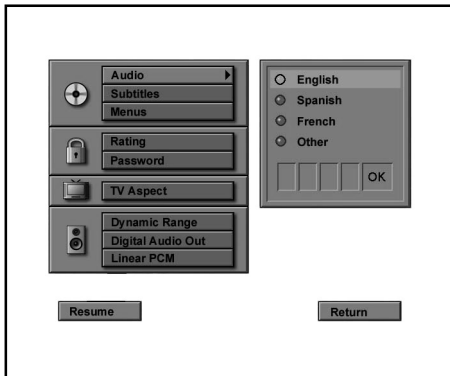 Audio
Subtitles
Menus
Rating
Password
TV Aspect
Dynamic Range
Digital Audio Out
Linear PCM
English
Spanish
French
Other
OK
Resume
Return